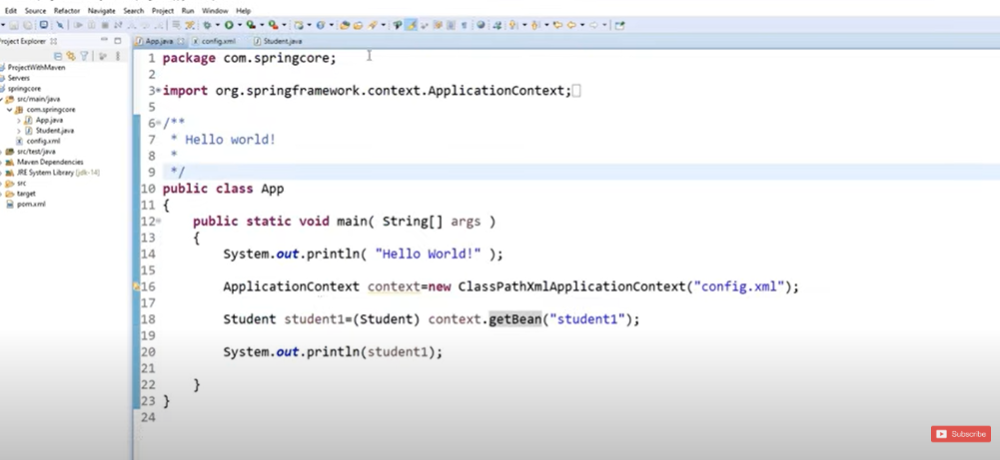 Edit Source Refactor Navigate Search Project Run Window Help
Project Explorer
App.java config.xml Student.java
ProjectWithMaven
Servers
springcore
src/main/java
com.springcore
App.java
Student.java
config.xml
src/test/java
Maven Dependencies
JRE System Library [jdk-14]
src
target
pom.xml
1 package com.springcore;
2
3 import org.springframework.context.ApplicationContext;
5
6 /**
7 * Hello world!
8 *
9 */
10 public class App
11 {
12 public static void main( String[] args )
13 {
14 System.out.println( "Hello World!" );
15
16 ApplicationContext context=new ClassPathXmlApplicationContext("config.xml");
17
18 Student student1=(Student) context.getBean("student1");
19
20 System.out.println(student1);
21
22 }
23 }
24
Subscribe